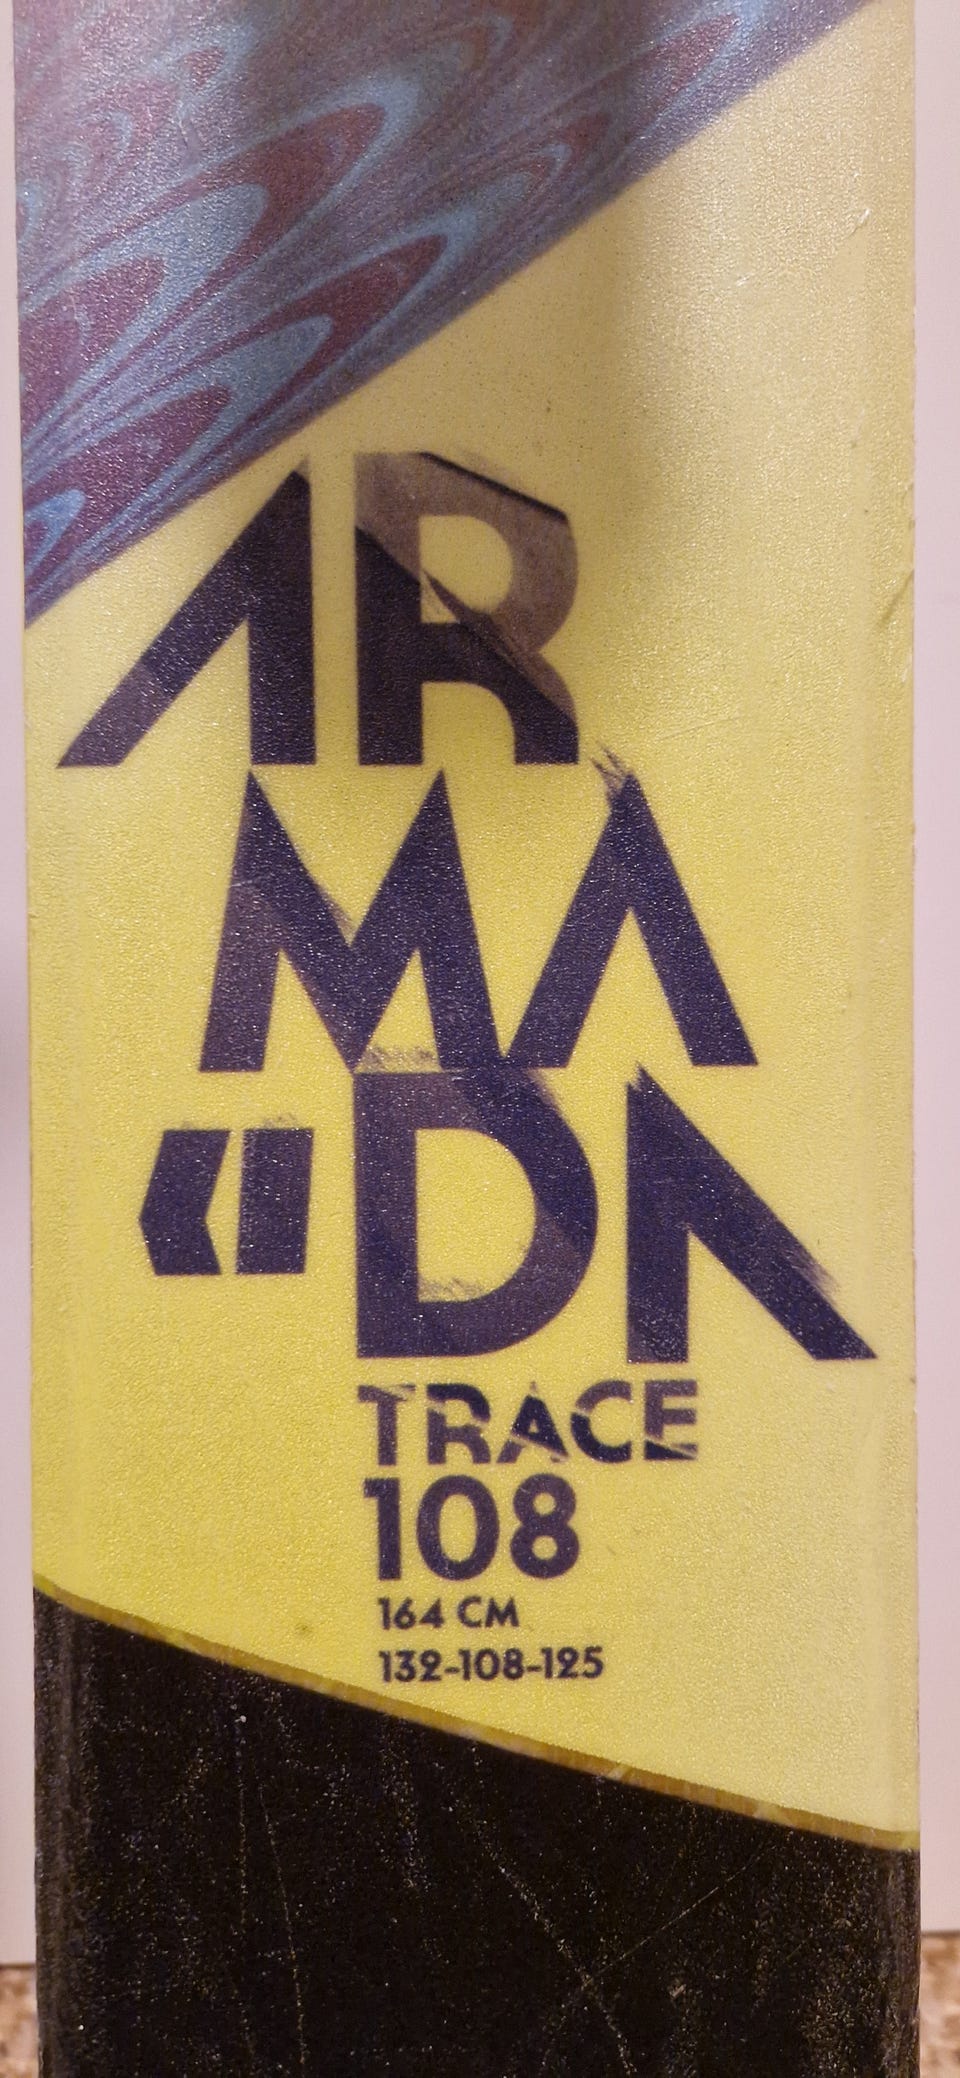 AR
MA
DA
TRACE
108
164 CM
132-108-125